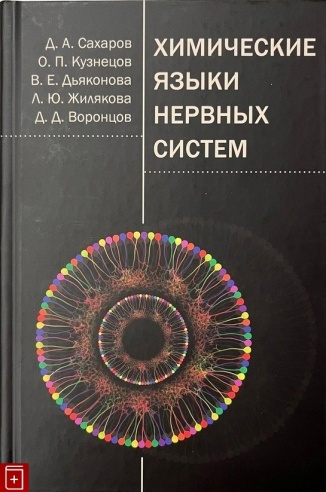 Д. А. Сахаров
О. П. Кузнецов
В. Е. Дьяконова
Л. Ю. Жилякова
Д. Д. Воронцов
ХИМИЧЕСКИЕ
ЯЗЫКИ
НЕРВНЫХ
СИСТЕМ